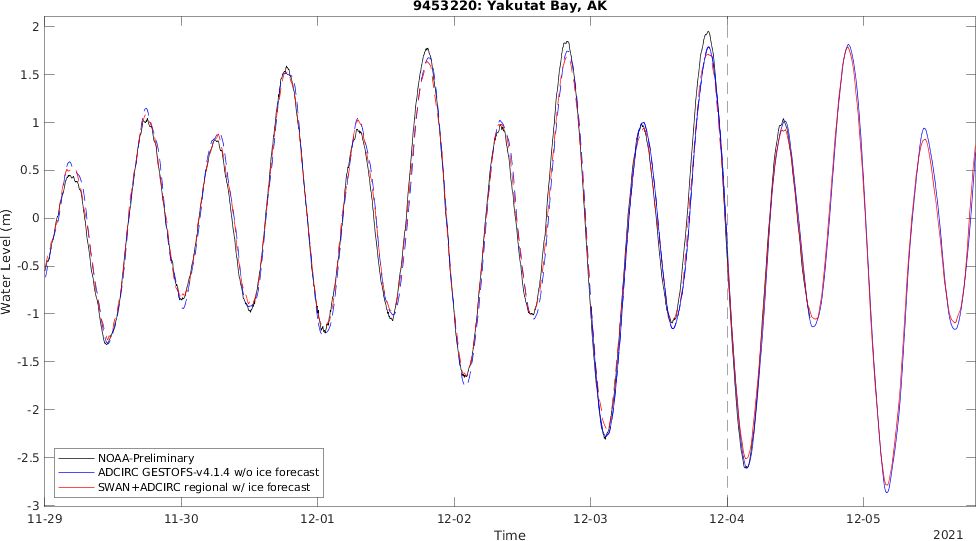 9453220: Yakutat Bay, AK
2
1.5
1
0.5
0
-0.5
-1
-1.5
-2
-2.5
-3
Water Level (m)
NOAA-Preliminary
ADCIRC GESTOFS-v4.1.4 w/o ice forecast
SWAN+ADCIRC regional w/ ice forecast
11-29 11-30 12-01 12-02 12-03 12-04 12-05
Time
2021